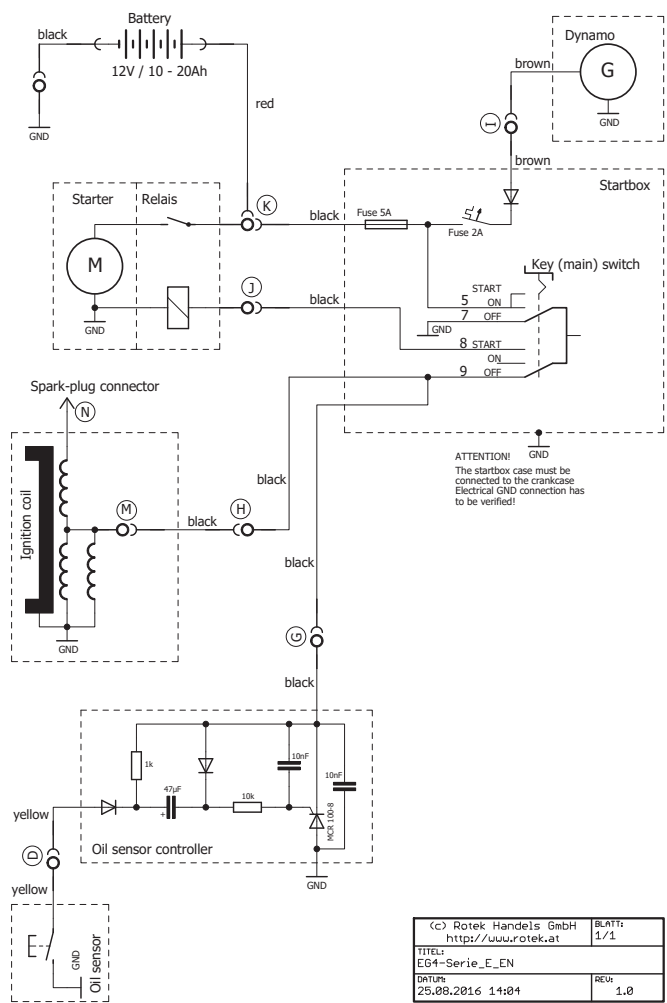 Battery
black
12V / 10 - 20Ah
GND
red
Dynamo
G
GND
brown
I
brown
Startbox
Starter
Relais
K
black
Fuse 5A
Fuse 2A
M
GND
J
black
Key (main) switch
START
5 ON
7 OFF
GND
8 START
ON
9 OFF
GND
ATTENTION!
The startbox case must be
connected to the crankcase
Electrical GND connection has
to be verified!
Spark-plug connector
N
Ignition coil
M
black
H
black
GND
black
G
black
1k
10nF
10nF
47µF
+
10k
MCR 100-8
Oil sensor controller
GND
yellow
D
yellow
GND
Oil sensor
(c) Rotek Handels GmbH
http://www.rotek.at
BLATT:
1/1
TITEL:
EG4-Serie_E_EN
DATUM:
25.08.2016 14:04
REV:
1.0